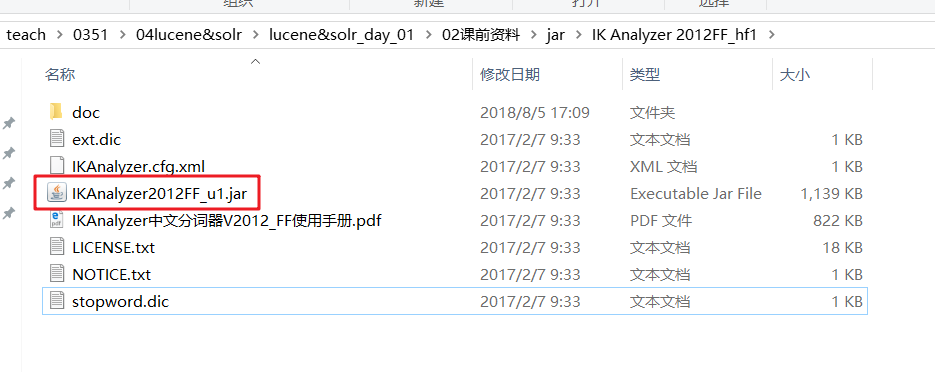 组织 新建 打开 选择
teach > 0351 > 04lucene&solr > lucene&solr_day_01 > 02课前资料 > jar > IK Analyzer 2012FF_hf1 >
名称 修改日期 类型 大小
doc 2018/8/5 17:09 文件夹
ext.dic 2017/2/7 9:33 文本文档 1 KB
IKAnalyzer.cfg.xml 2017/2/7 9:33 XML 文档 1 KB
IKAnalyzer2012FF_u1.jar 2017/2/7 9:33 Executable Jar File 1,139 KB
IKAnalyzer中文分词器V2012_FF使用手册.pdf 2017/2/7 9:33 PDF 文件 822 KB
LICENSE.txt 2017/2/7 9:33 文本文档 18 KB
NOTICE.txt 2017/2/7 9:33 文本文档 1 KB
stopword.dic 2017/2/7 9:33 文本文档 1 KB